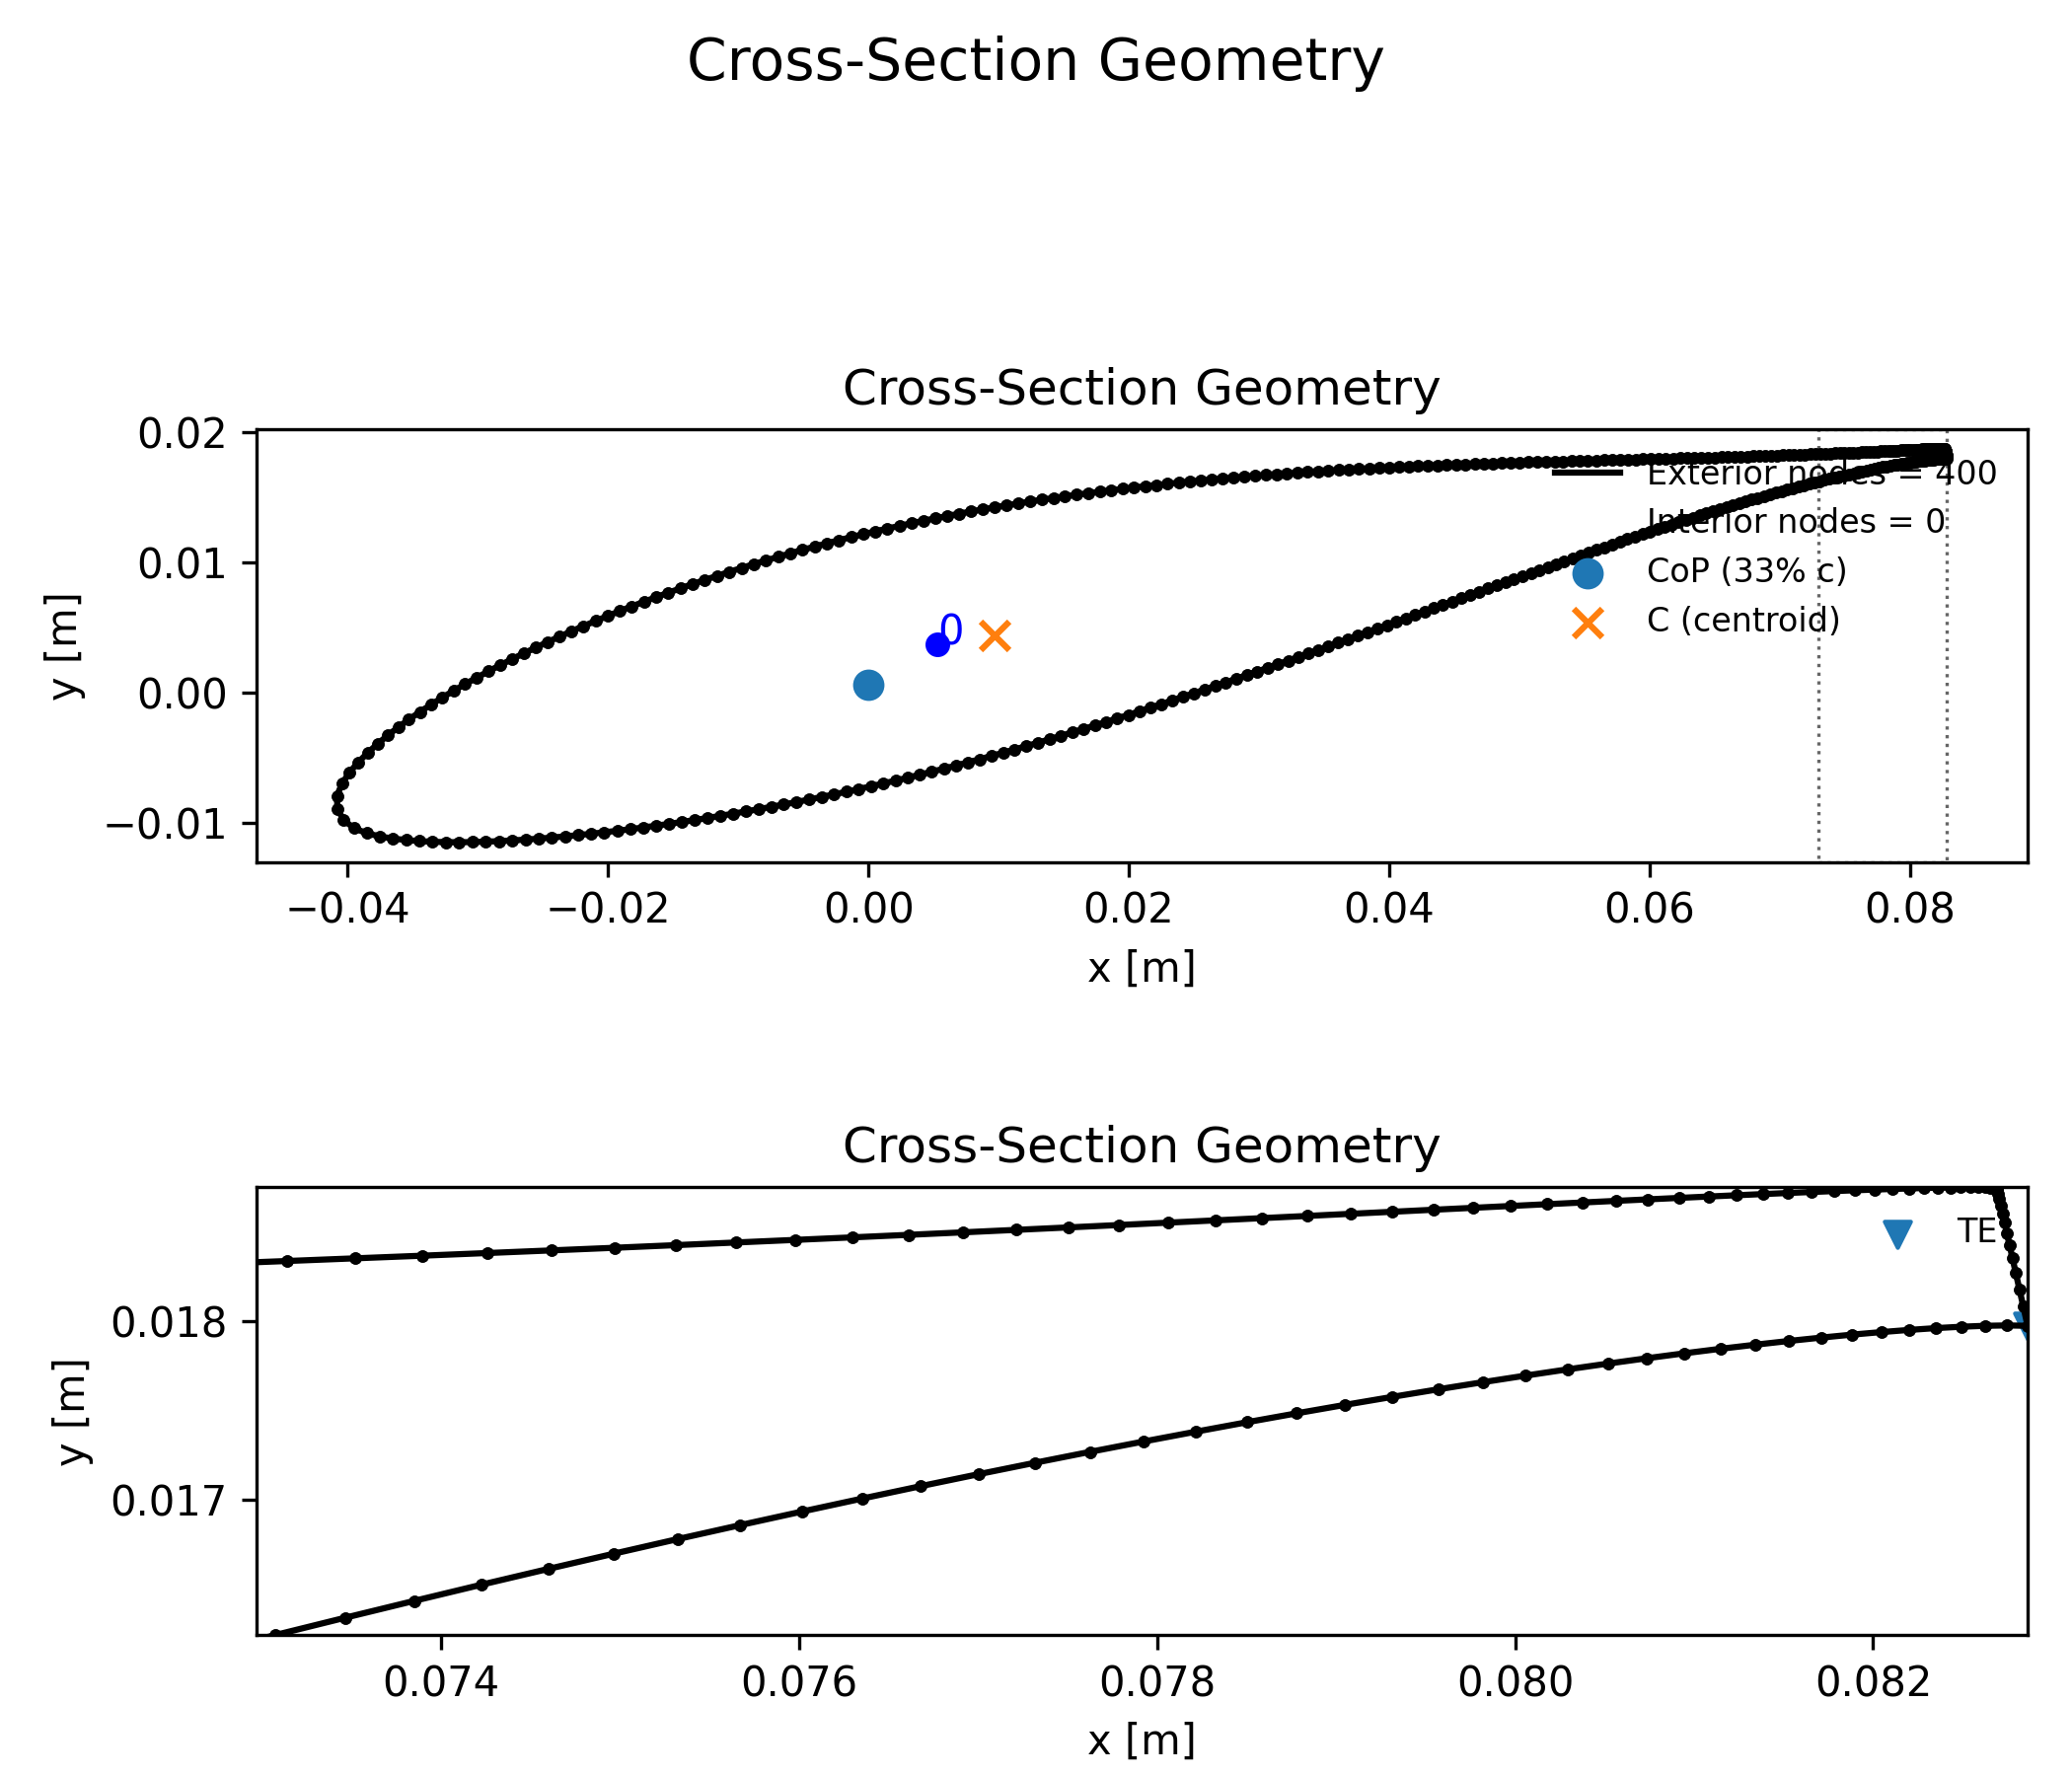 Cross-Section Geometry
Cross-Section Geometry
0.02
0.01
0.00
−0.01
y [m]
Exterior nodes = 400
Interior nodes = 0
CoP (33% c)
C (centroid)
0
−0.04
−0.02
0.00
0.02
0.04
0.06
0.08
x [m]
Cross-Section Geometry
TE
0.018
0.017
y [m]
0.074
0.076
0.078
0.080
0.082
x [m]